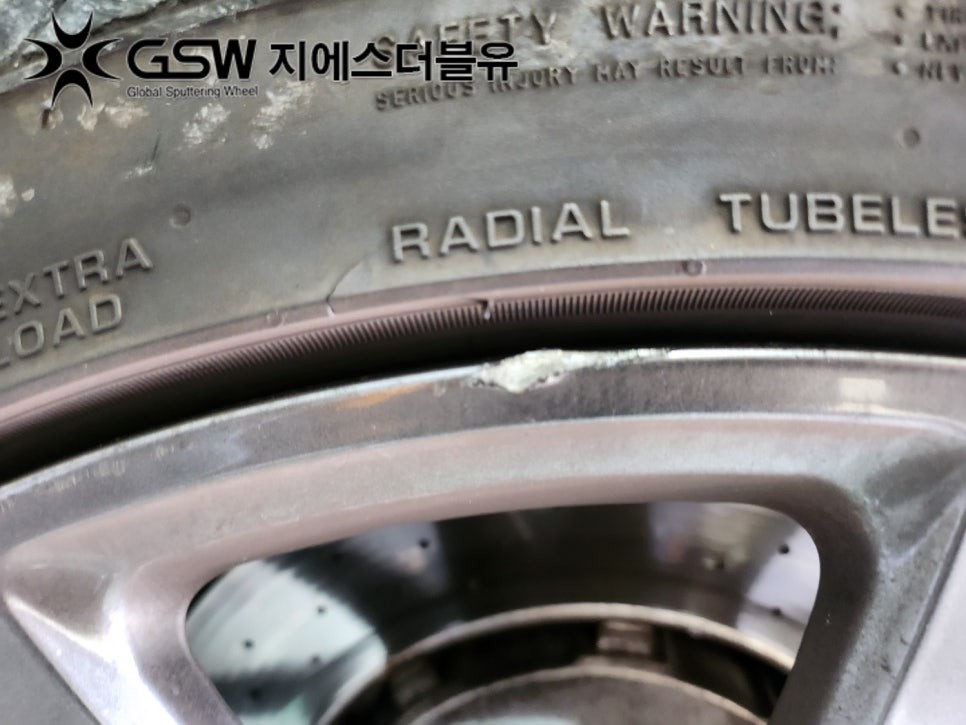 GSW 지에스더블유
Global Sputtering Wheel
SAFETY WARNING:
SERIOUS INJURY MAY RESULT FROM:
RADIAL TUBELE
EXTRA
LOAD